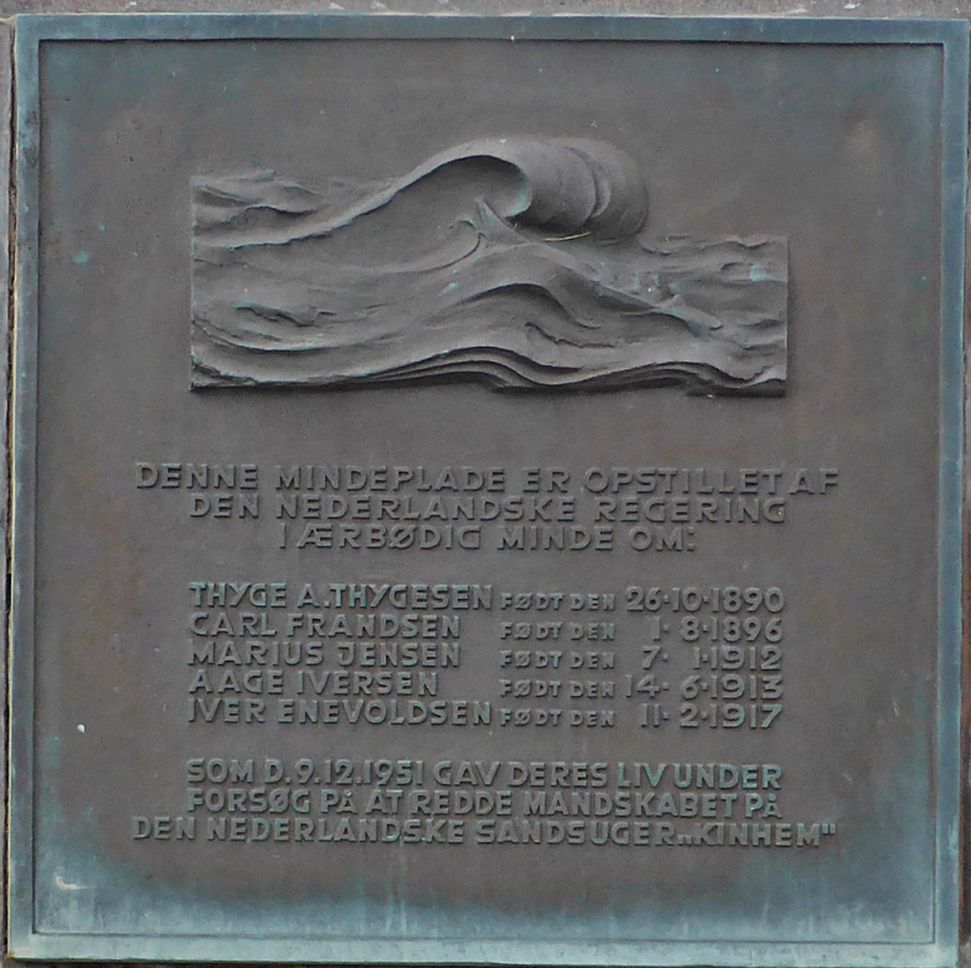 DENNE MINDEPLADE ER OPSTILLET AF
DEN NEDERLANDSKE REGERING
I ÆRBØDIG MINDE OM:
THYGE A. THYGESEN FØDT DEN 26·10·1890
CARL FRANDSEN FØDT DEN 1· 8·1896
MARIUS JENSEN FØDT DEN 7· 1·1912
AAGE IVERSEN FØDT DEN 14· 6·1913
IVER ENEVOLDSEN FØDT DEN 11· 2·1917
SOM D. 9.12.1951 GAV DERES LIV UNDER
FORSØG PÅ AT REDDE MANDSKABET PÅ
DEN NEDERLANDSKE SANDSUGER „KINHEM"